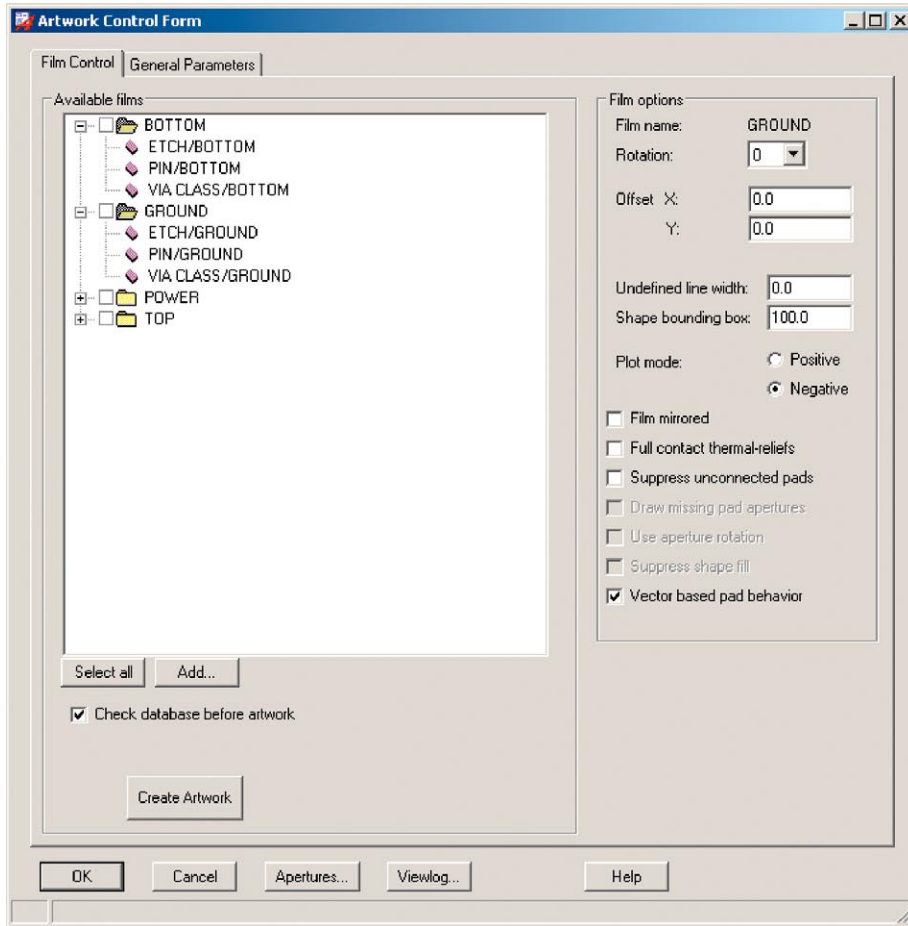 Artwork Control Form
Film Control
General Parameters
Available films
BOTTOM
ETCH/BOTTOM
PIN/BOTTOM
VIA CLASS/BOTTOM
GROUND
ETCH/GROUND
PIN/GROUND
VIA CLASS/GROUND
POWER
TOP
Select all
Add...
Check database before artwork
Create Artwork
Film options
Film name: GROUND
Rotation: 0
Offset X: 0.0
Y: 0.0
Undefined line width: 0.0
Shape bounding box: 100.0
Plot mode: Positive
Negative
Film mirrored
Full contact thermal-reliefs
Suppress unconnected pads
Draw missing pad apertures
Use aperture rotation
Suppress shape fill
Vector based pad behavior
OK
Cancel
Apertures...
Viewlog...
Help